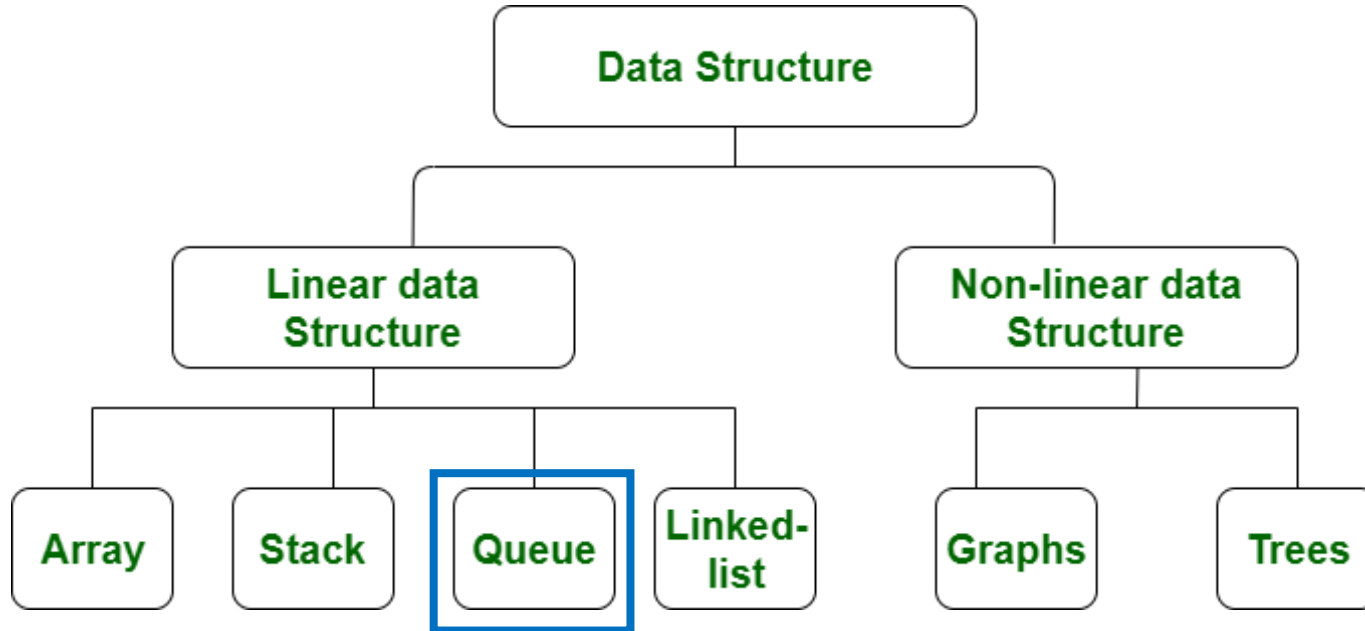 Data Structure
Linear data
Structure
Non-linear data
Structure
Array
Stack
Queue
Linked-
list
Graphs
Trees